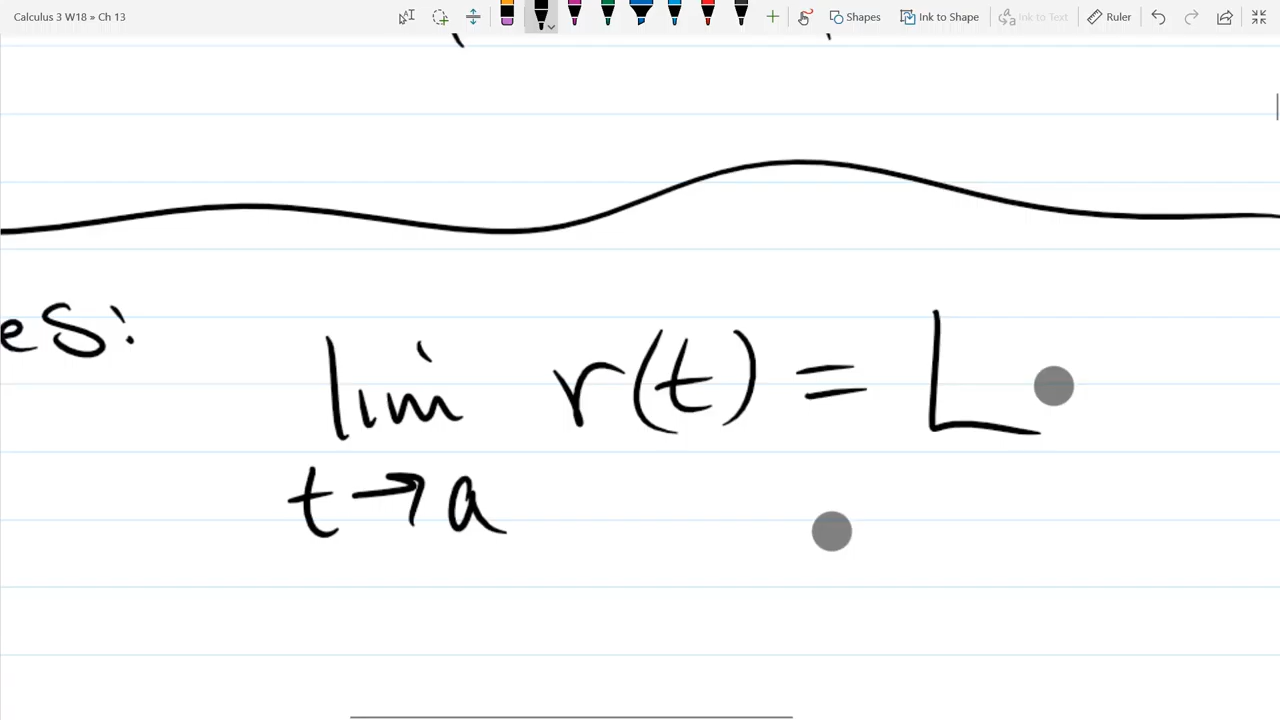 Calculus 3 W18 > Ch 13
Shapes Ink to Shape Ink to Text Ruler
es: lim r(t) = L
t→a